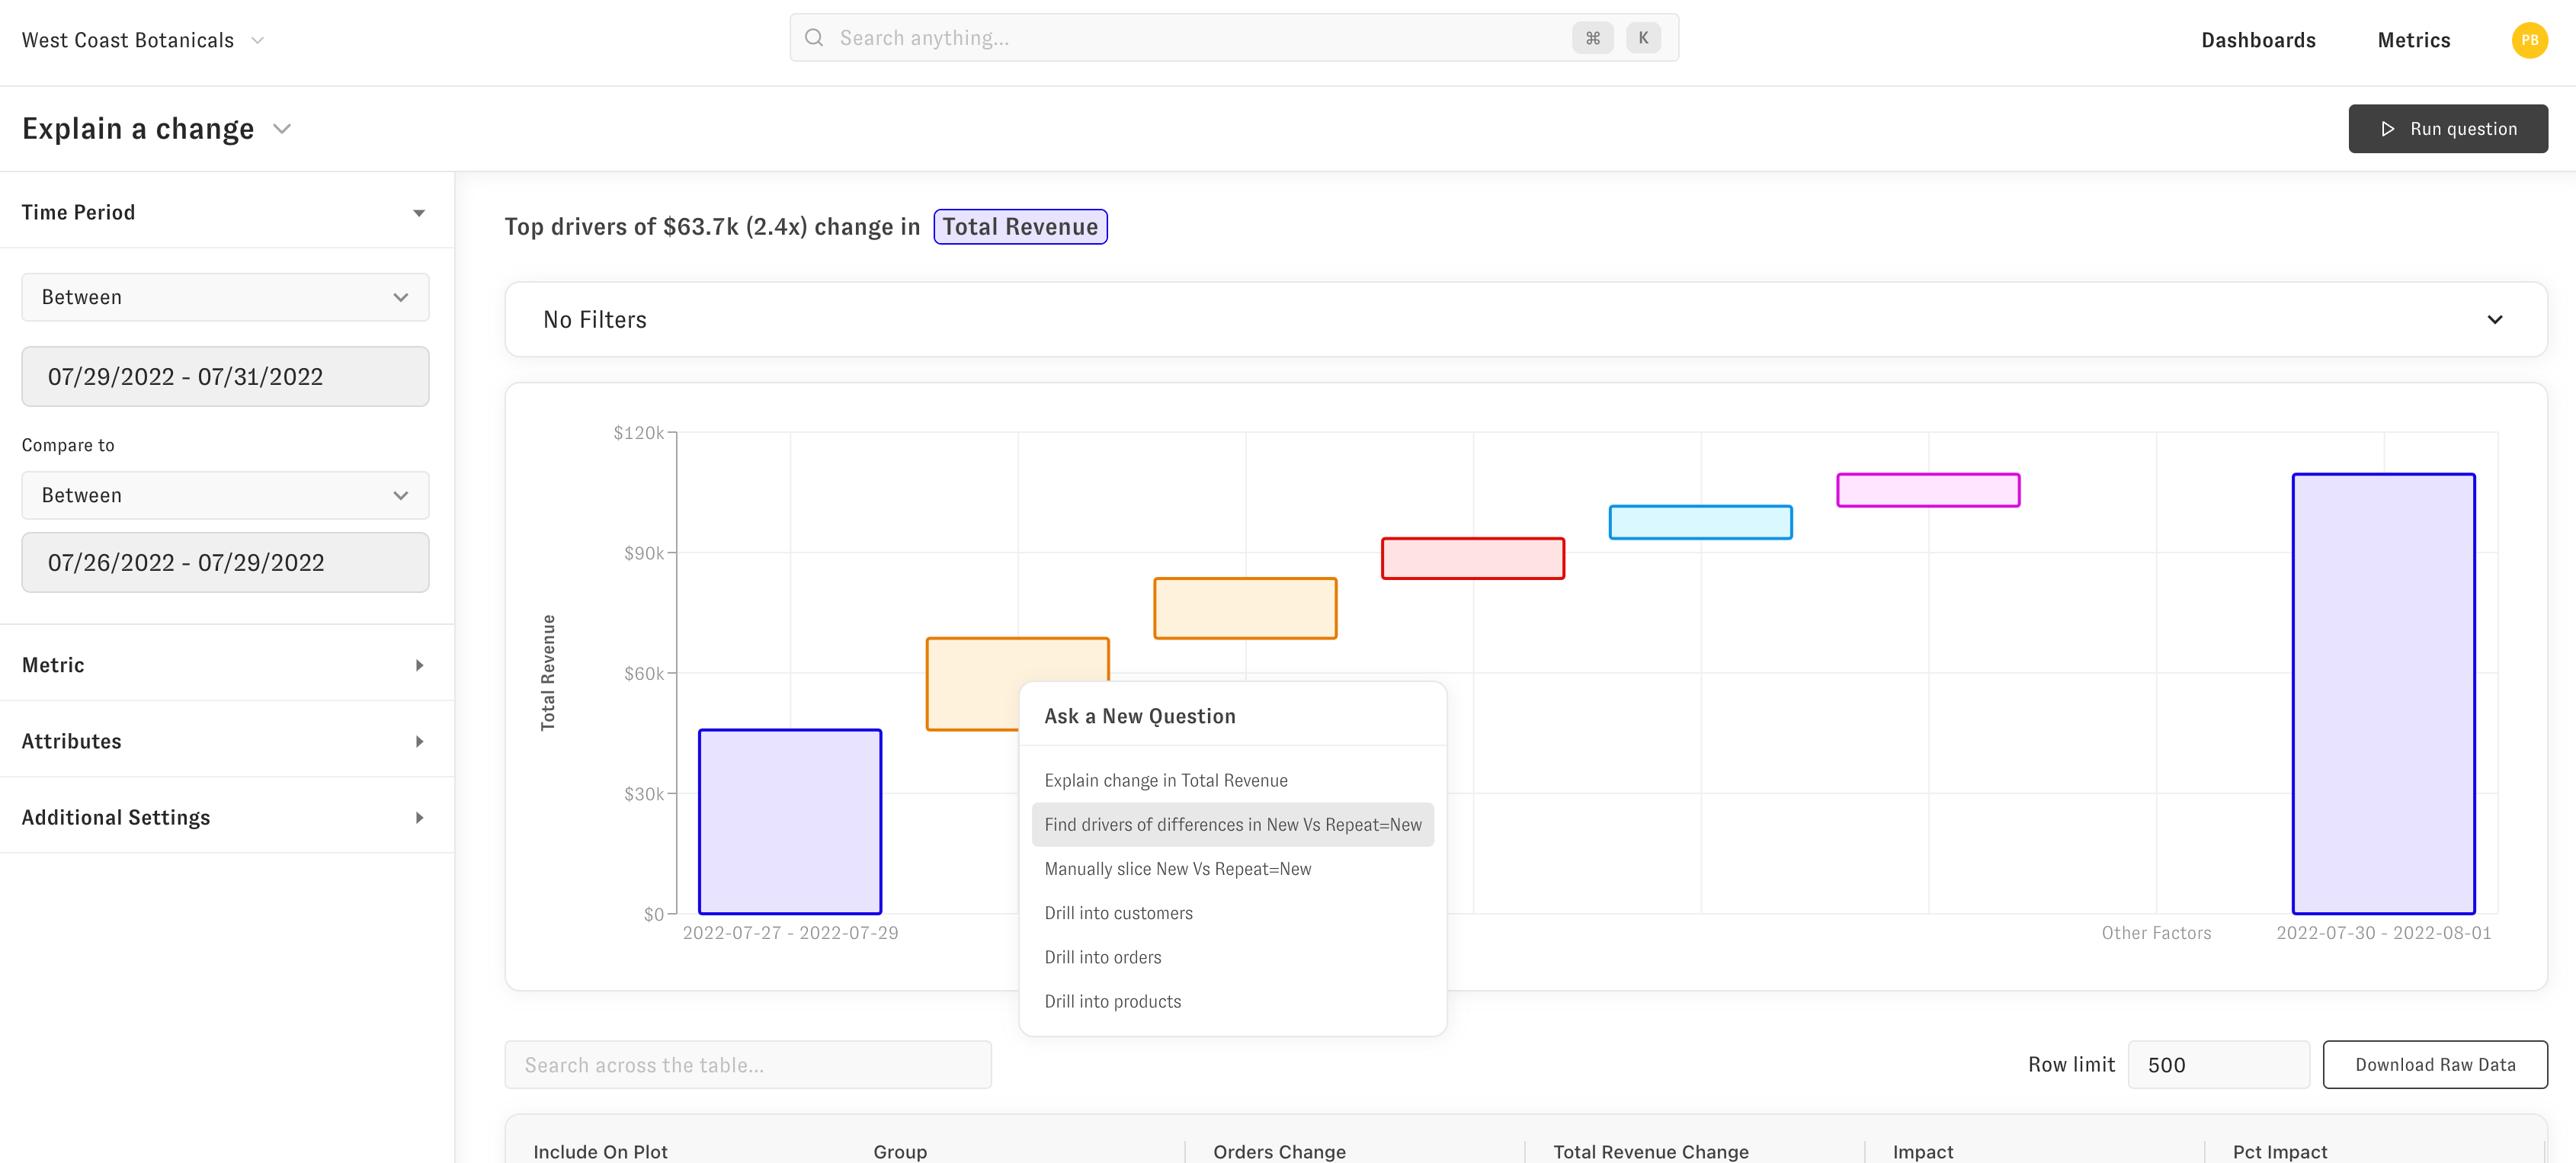 West Coast Botanicals
Search anything...
⌘ K
Dashboards
Metrics
PB
Explain a change
Run question
Time Period
Between
07/29/2022 - 07/31/2022
Compare to
Between
07/26/2022 - 07/29/2022
Metric
Attributes
Additional Settings
Top drivers of $63.7k (2.4x) change in Total Revenue
No Filters
Total Revenue
$120k
$90k
$60k
$30k
$0
2022-07-27 - 2022-07-29
Other Factors
2022-07-30 - 2022-08-01
Ask a New Question
Explain change in Total Revenue
Find drivers of differences in New Vs Repeat=New
Manually slice New Vs Repeat=New
Drill into customers
Drill into orders
Drill into products
Search across the table...
Row limit
500
Download Raw Data
Include On Plot
Group
Orders Change
Total Revenue Change
Impact
Pct Impact